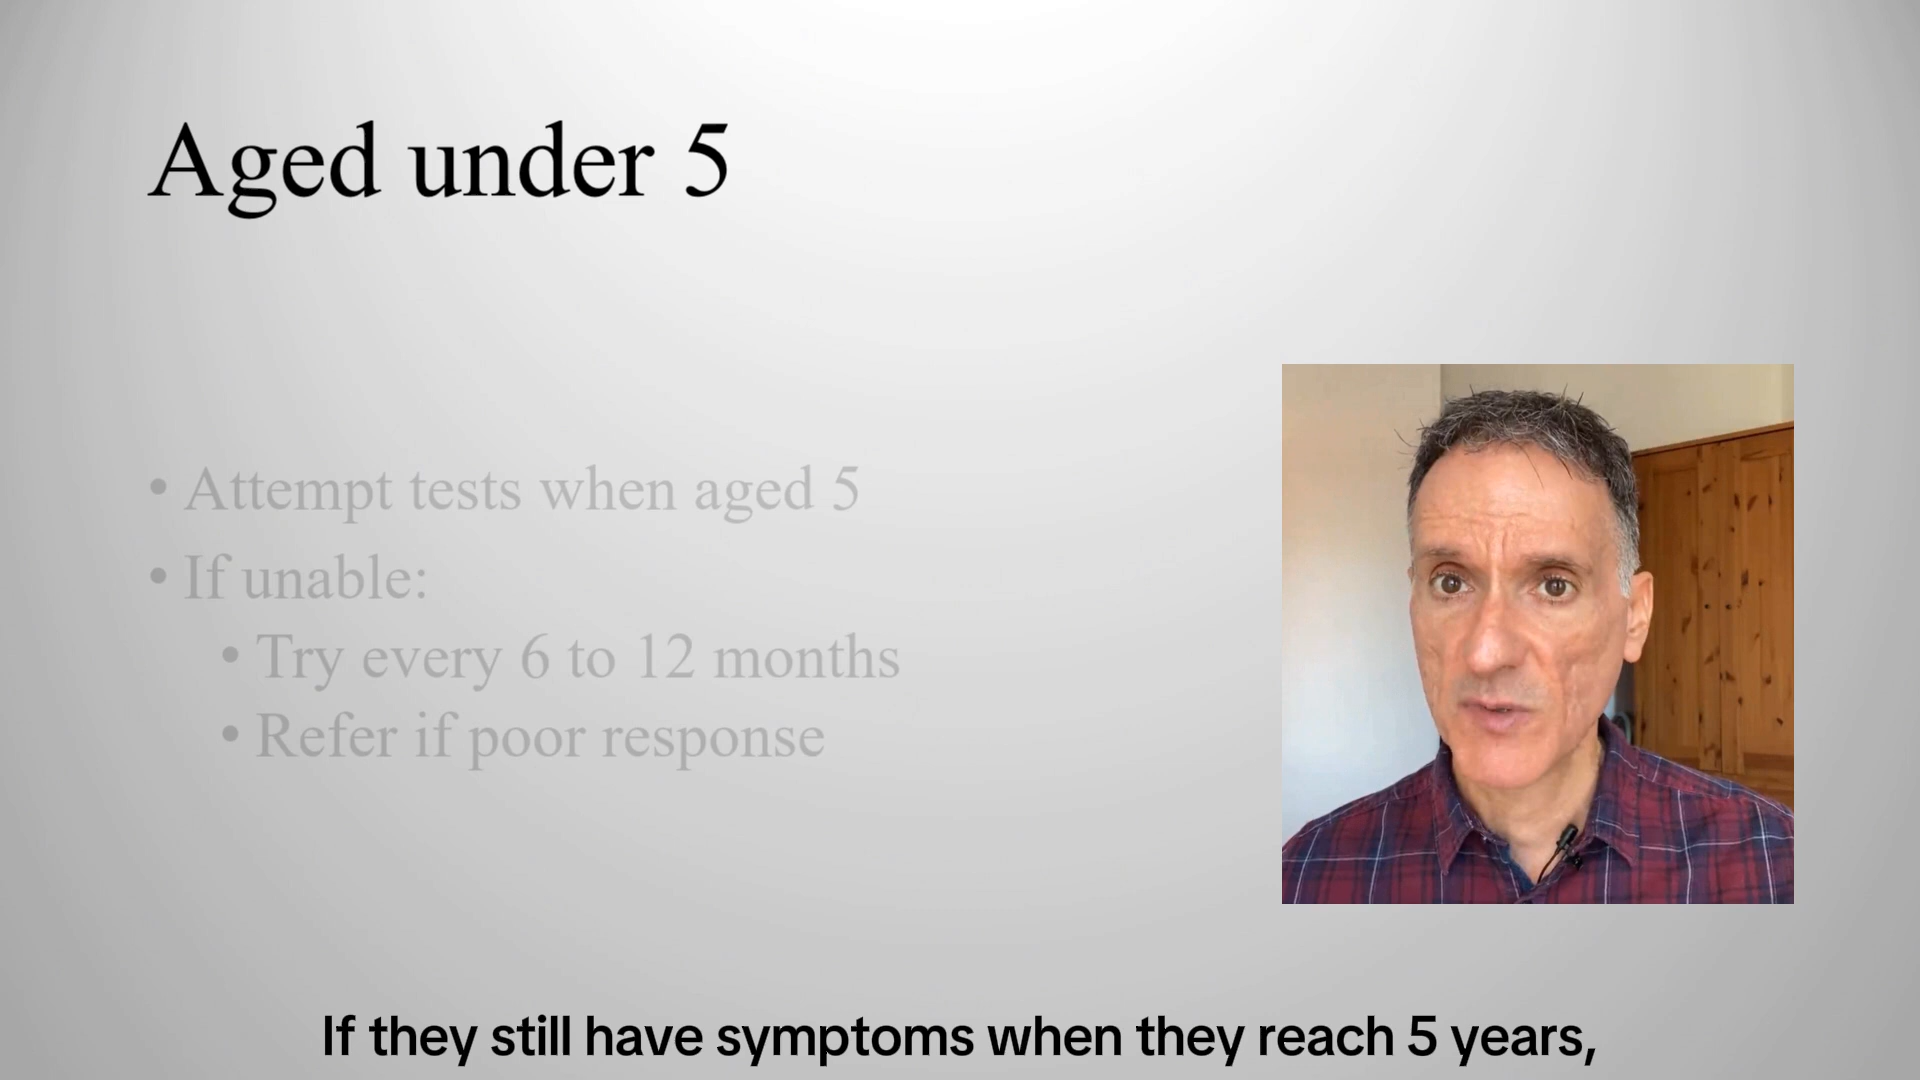 Aged under 5
• Attempt tests when aged 5
• If unable:
• Try every 6 to 12 months
• Refer if poor response
If they still have symptoms when they reach 5 years,